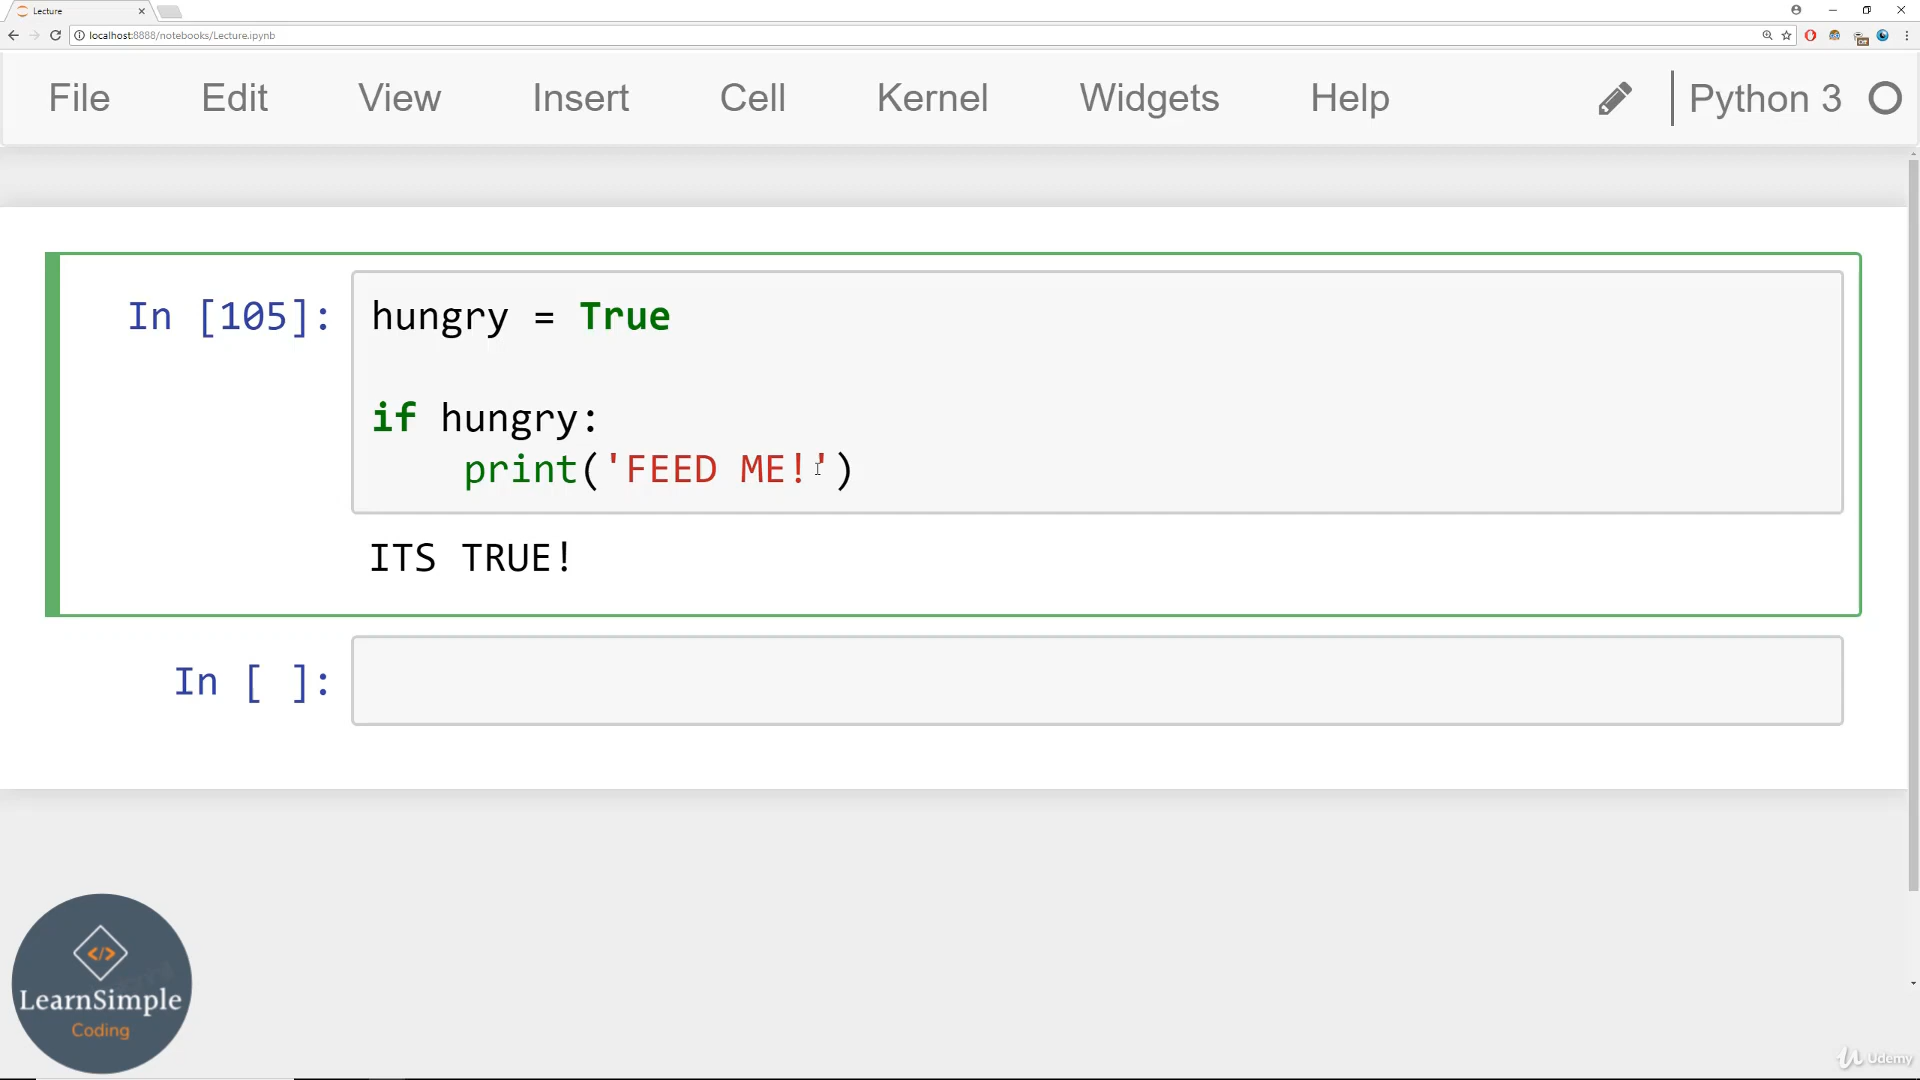 Lecture
localhost:8888/notebooks/Lecture.ipynb
File Edit View Insert Cell Kernel Widgets Help Python 3
In [105]: hungry = True
if hungry:
    print('FEED ME!')
ITS TRUE!
In [ ]:
</>
LearnSimple
Coding
Udemy